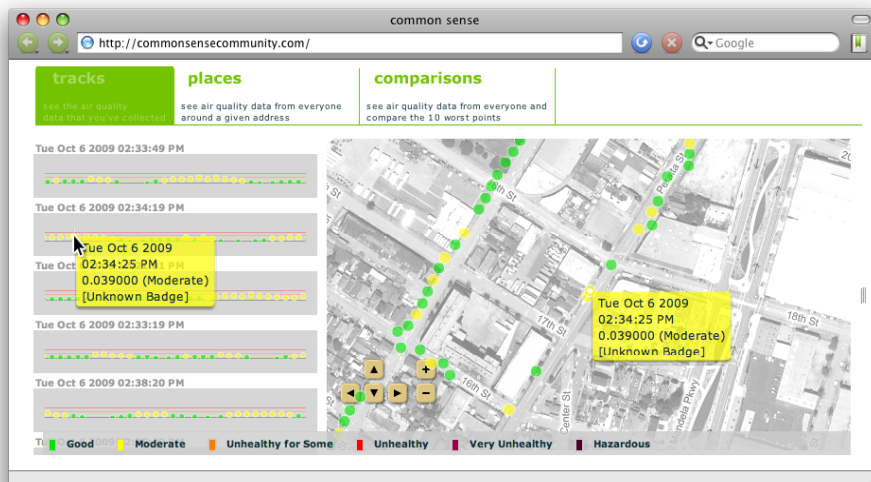 common sense
http://commonsensecommunity.com/
Google
tracks
see the air quality
data that you've collected
places
see air quality data from everyone
around a given address
comparisons
see air quality data from everyone and
compare the 10 worst points
Tue Oct 6 2009 02:33:49 PM
Tue Oct 6 2009 02:34:19 PM
Tue Oct 6 2009
02:34:25 PM
0.039000 (Moderate)
[Unknown Badge]
Tue Oct 6 2009 02:33:19 PM
Tue Oct 6 2009 02:38:20 PM
18th St
Peralta St
17th St
16th St
Center St
Mandela Pkwy
18th St
Tue Oct 6 2009
02:34:25 PM
0.039000 (Moderate)
[Unknown Badge]
Good
Moderate
Unhealthy for Some
Unhealthy
Very Unhealthy
Hazardous